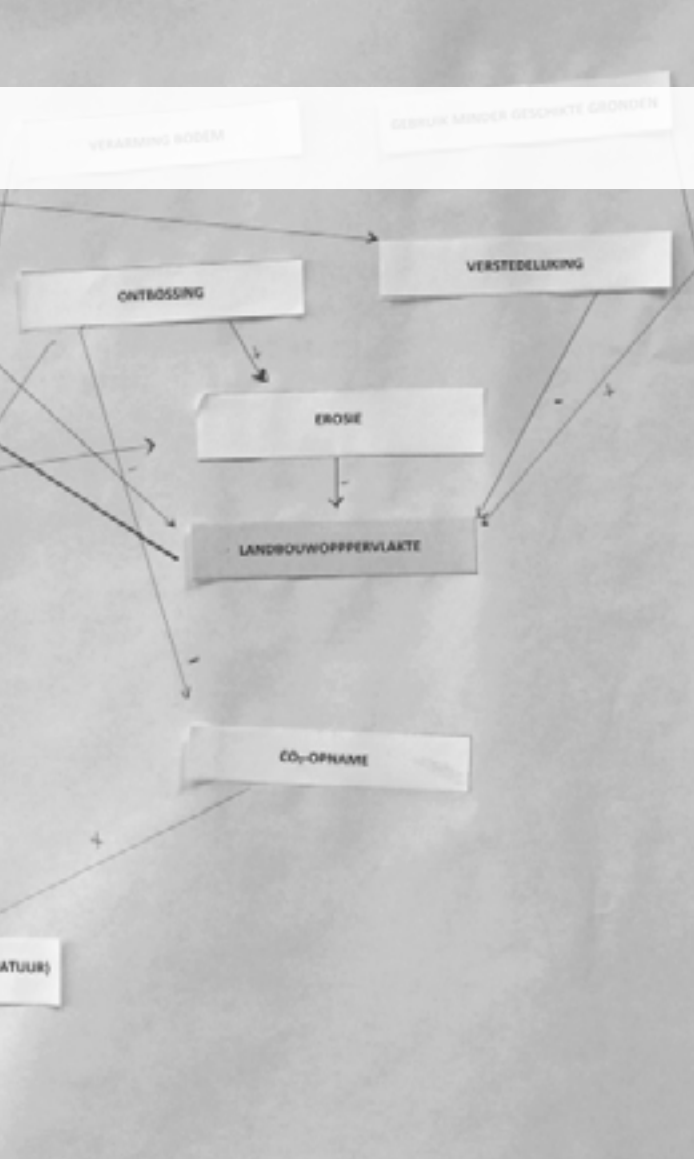 VERARMING BODEM
GEBRUIK MINDER GESCHIKTE GRONDEN
VERSTEDELIJKING
ONTBOSSING
+
- +
EROSIE
-
-
LANDBOUWOPPPERVLAKTE
-
CO₂-OPNAME
+
ATUUR)